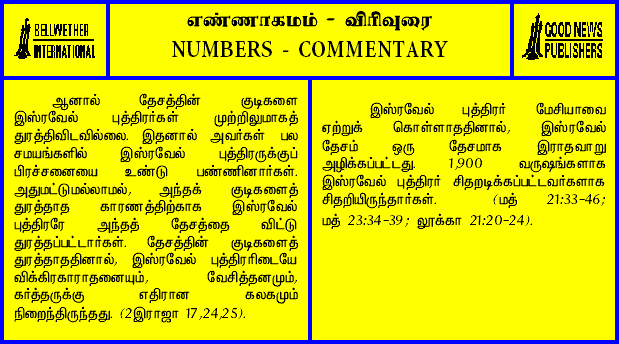 BELLWETHER
INTERNATIONAL
எண்ணாகமம் - விரிவுரை
NUMBERS - COMMENTARY
GOOD NEWS
PUBLISHERS
ஆனால் தேசத்தின் குடிகளை
இஸ்ரவேல் புத்திரர்கள் முற்றிலுமாகத்
துரத்திவிடவில்லை. இதனால் அவர்கள் பல
சமயங்களில் இஸ்ரவேல் புத்திரருக்குப்
பிரச்சனையை உண்டு பண்ணினார்கள்.
அதுமட்டுமல்லாமல், அந்தக் குடிகளைத்
துரத்தாத காரணத்திற்காக இஸ்ரவேல்
புத்திரரே அந்தத் தேசத்தை விட்டு
துரத்தப்பட்டார்கள். தேசத்தின் குடிகளைத்
துரத்தாததினால், இஸ்ரவேல் புத்திரரிடையே
விக்கிரகாராதனையும், வேசித்தனமும்,
கர்த்தருக்கு எதிரான கலகமும்
நிறைந்திருந்தது. (2இராஜா 17,24,25).
இஸ்ரவேல் புத்திரர் மேசியாவை
ஏற்றுக் கொள்ளாததினால், இஸ்ரவேல்
தேசம் ஒரு தேசமாக இராதவாறு
அழிக்கப்பட்டது. 1,900 வருஷங்களாக
இஸ்ரவேல் புத்திரர் சிதறடிக்கப்பட்டவர்களாக
சிதறியிருந்தார்கள். (மத் 21:33-46;
மத் 23:34-39; லூக்கா 21:20-24).